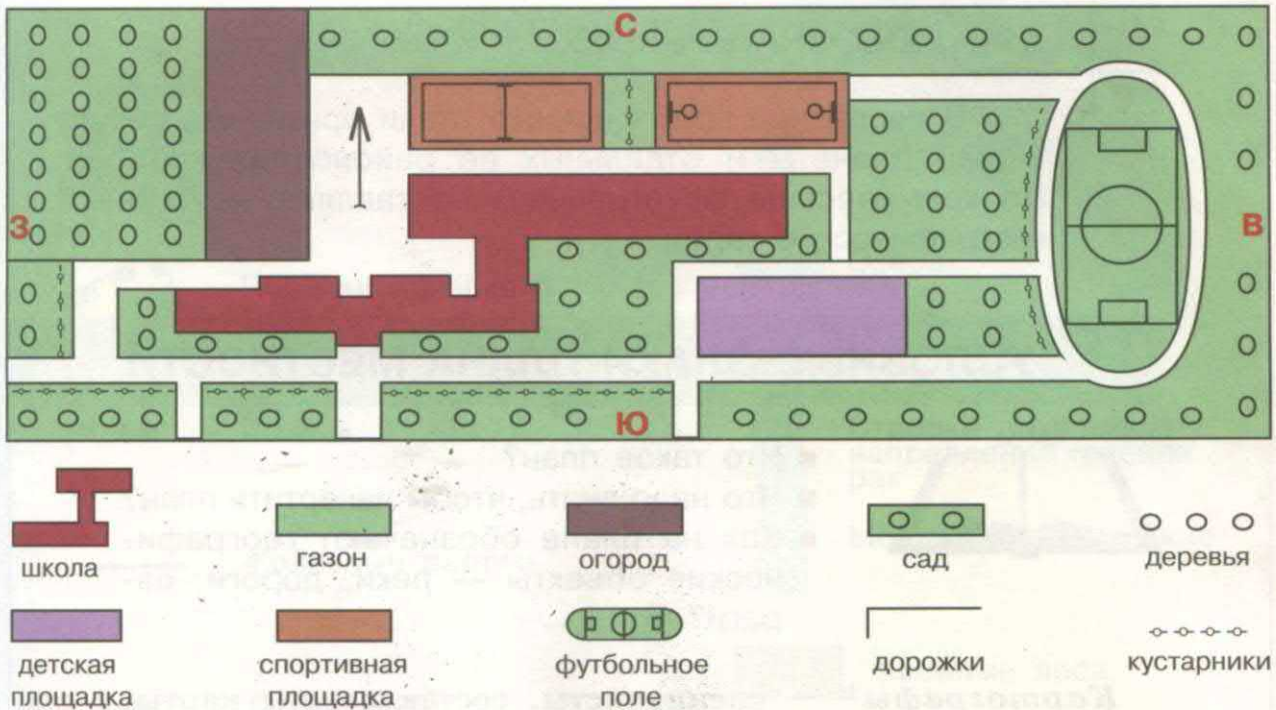 С
З
В
Ю
школа
газон
огород
сад
деревья
детская
площадка
спортивная
площадка
футбольное
поле
дорожки
кустарники